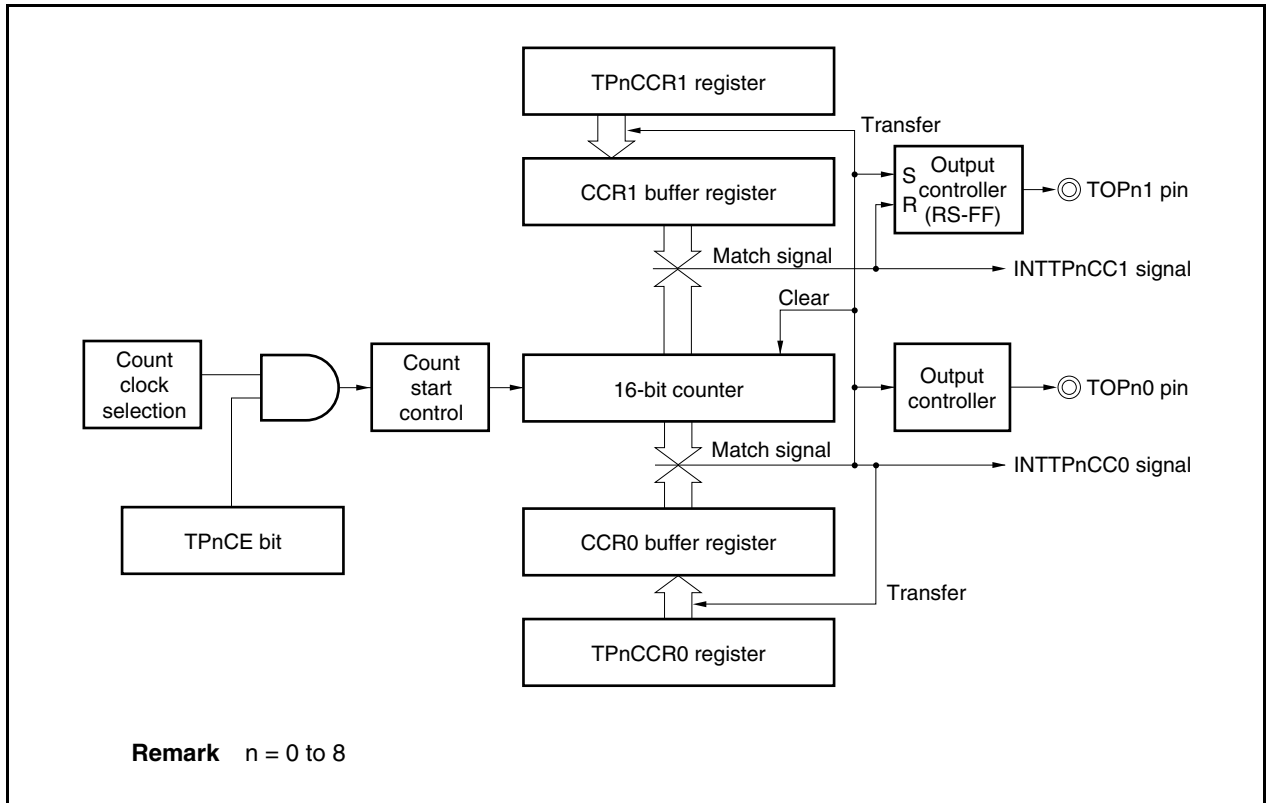 TPnCCR1 register
Transfer
CCR1 buffer register
S
R
Output
controller
(RS-FF)
TOPn1 pin
Match signal
INTTPnCC1 signal
Clear
Count
clock
selection
Count
start
control
16-bit counter
Output
controller
TOPn0 pin
Match signal
INTTPnCC0 signal
TPnCE bit
CCR0 buffer register
Transfer
TPnCCR0 register
Remark n = 0 to 8